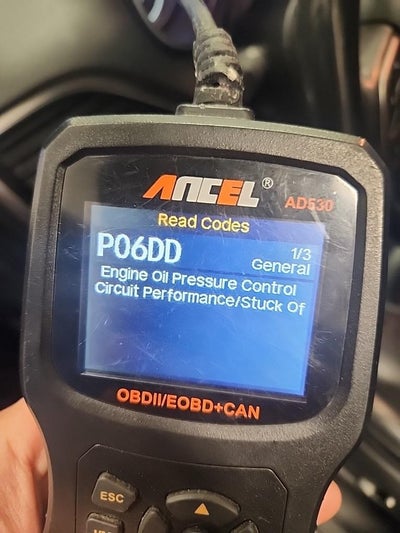 ANCEL®
AD530
Read Codes
P06DD
1/3
General
Engine Oil Pressure Control
Circuit Performance/Stuck Of
OBDII/EOBD+CAN
ESC